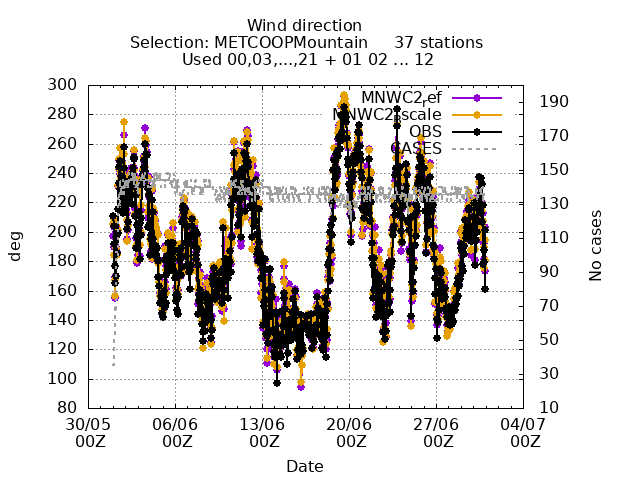 Wind direction
Selection: METCOOPMountain 37 stations
Used 00,03,...,21 + 01 02 ... 12
300
280
260
240
220
200
180
160
140
120
100
80
190
170
150
130
110
90
70
50
30
10
deg
No cases
OBS
CASES
30/05 06/06 13/06 20/06 27/06 04/07
00Z 00Z 00Z 00Z 00Z 00Z
Date